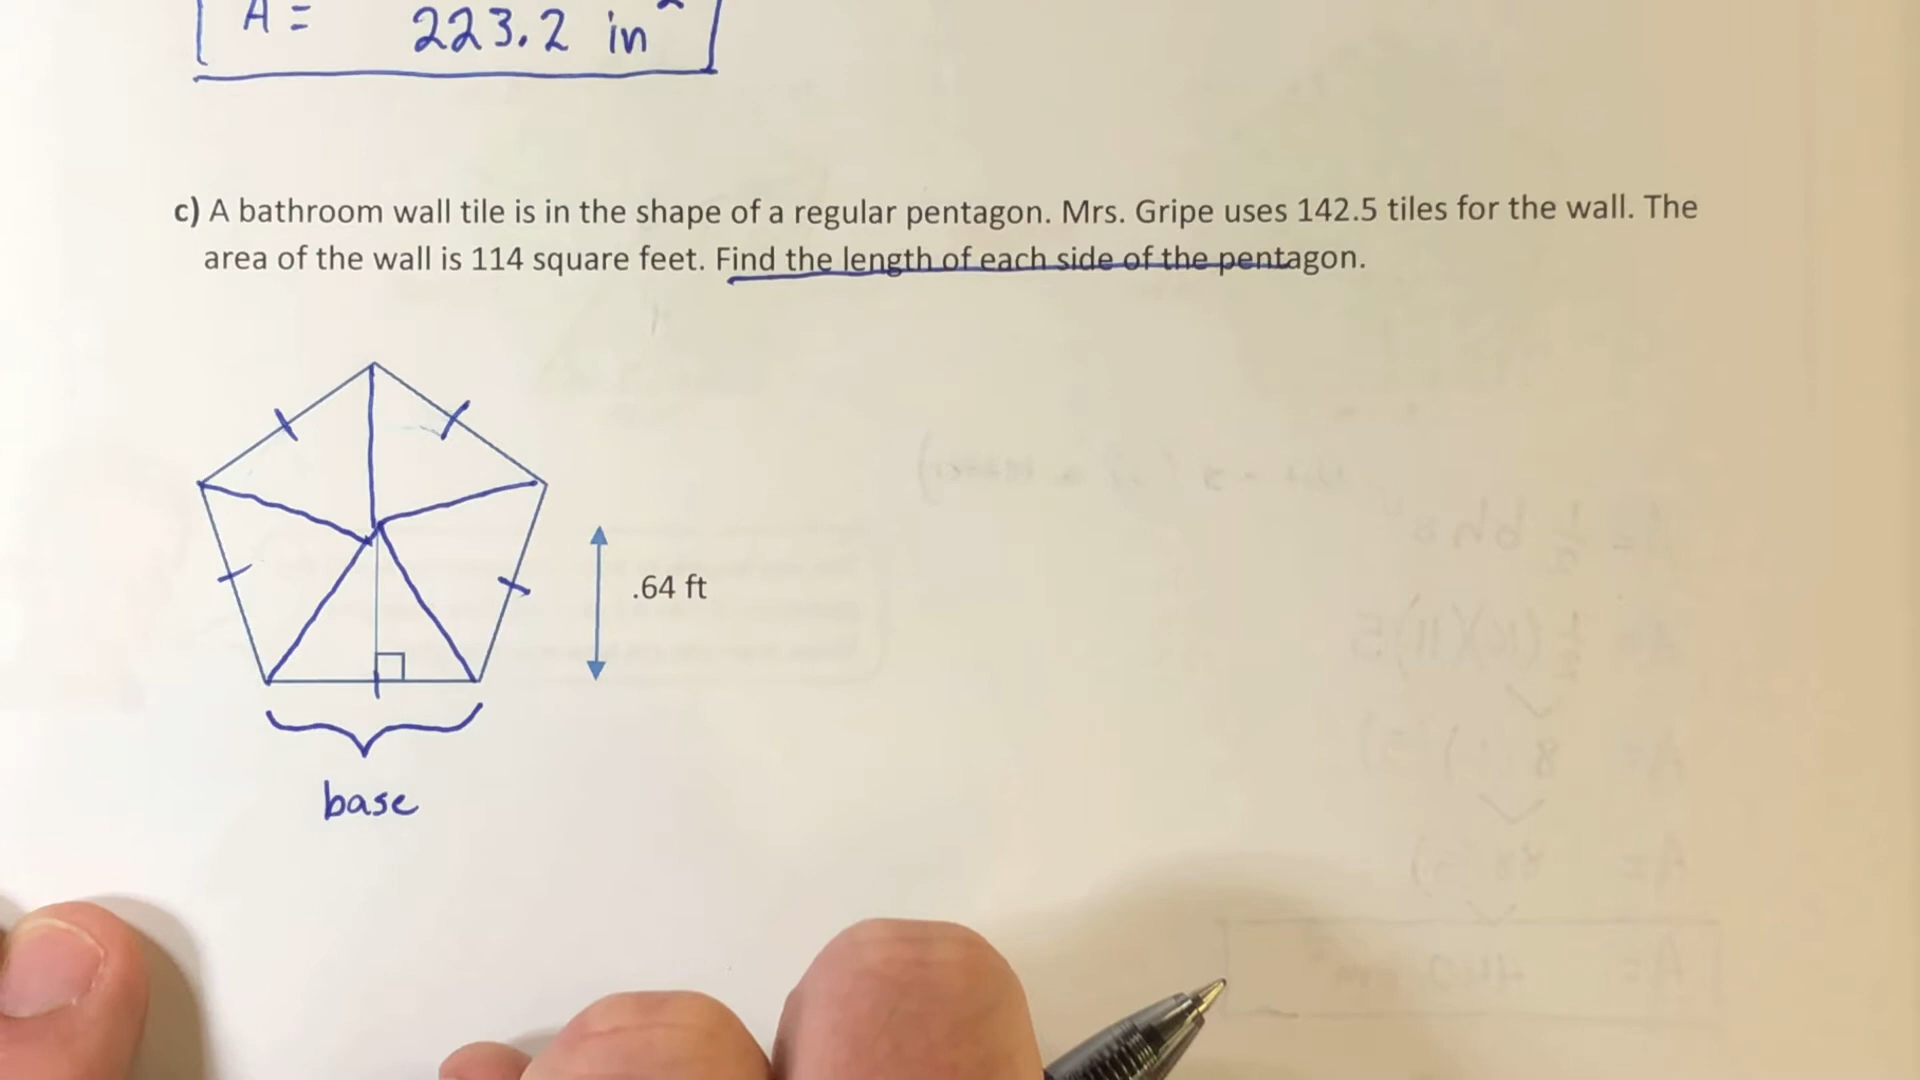 A = 223.2 in²
c) A bathroom wall tile is in the shape of a regular pentagon. Mrs. Gripe uses 142.5 tiles for the wall. The
area of the wall is 114 square feet. Find the length of each side of the pentagon.
.64 ft
base